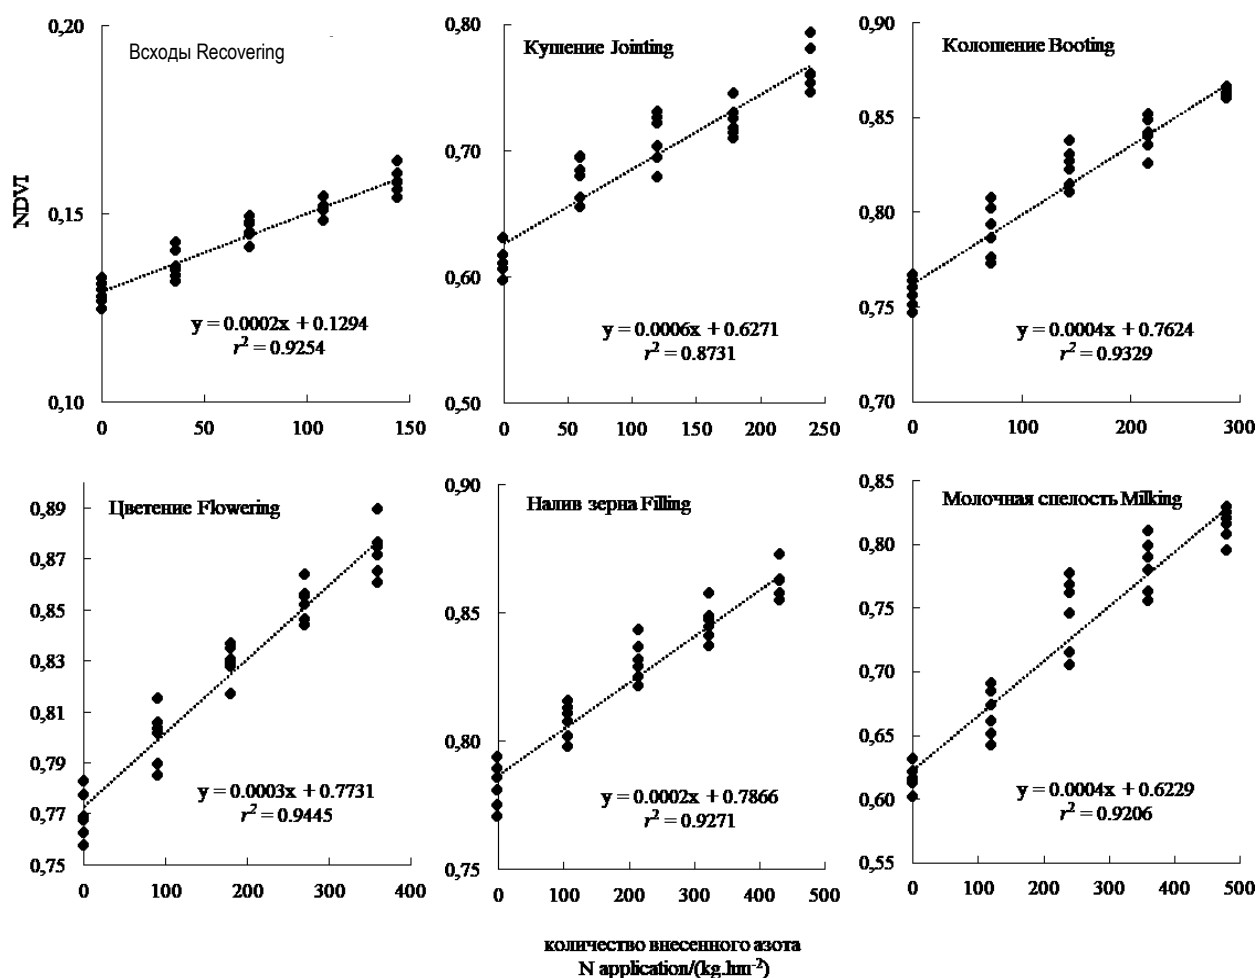 0,20
Всходы Recovering
0,15
0,10
0 50 100 150
NDVI
y = 0.0002x + 0.1294
r² = 0.9254
0,80
Кушение Jointing
0,70
0,60
0,50
0 50 100 150 200 250
y = 0.0006x + 0.6271
r² = 0.8731
0,90
Колошение Booting
0,85
0,80
0,75
0,70
0 100 200 300
y = 0.0004x + 0.7624
r² = 0.9329
0,89
Цветение Flowering
0,87
0,85
0,83
0,81
0,79
0,77
0,75
0 100 200 300 400
y = 0.0003x + 0.7731
r² = 0.9445
0,90
Налив зерна Filling
0,85
0,80
0,75
0 100 200 300 400 500
y = 0.0002x + 0.7866
r² = 0.9271
0,85
Молочная спелость Milking
0,80
0,75
0,70
0,65
0,60
0,55
0 100 200 300 400 500
y = 0.0004x + 0.6229
r² = 0.9206
количество внесенного азота
N application/(kg.hm⁻²)